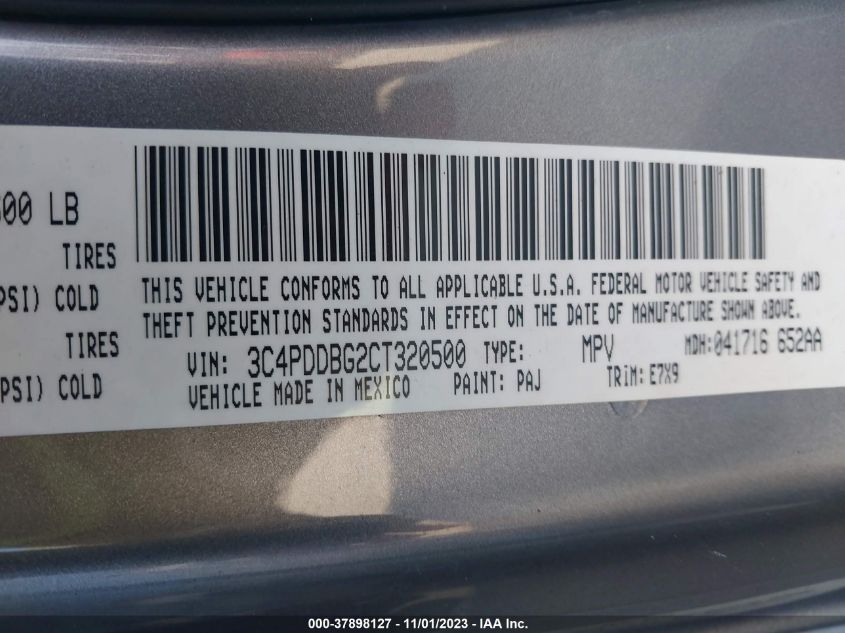 500 LB
TIRES
PSI) COLD
PSI) COLD
THIS VEHICLE CONFORMS TO ALL APPLICABLE U.S.A. FEDERAL MOTOR VEHICLE SAFETY AND
THEFT PREVENTION STANDARDS IN EFFECT ON THE DATE OF MANUFACTURE SHOWN ABOVE.
VIN: 3C4PDDBG2CT320500 TYPE: MPV MDH:041716 652AA
VEHICLE MADE IN MEXICO PAINT: PAJ TRIM: E7X9
TIRES
000-37898127 - 11/01/2023 - IAA Inc.